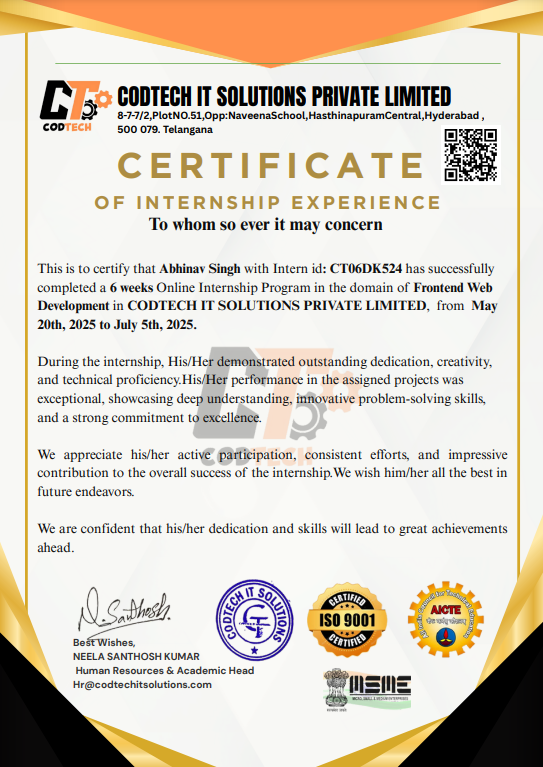 CODTECH
CODTECH IT SOLUTIONS PRIVATE LIMITED
8-7-7/2,PlotNO.51,Opp:NaveenaSchool,HasthinapuramCentral,Hyderabad ,
500 079. Telangana
CERTIFICATE
OF INTERNSHIP EXPERIENCE
To whom so ever it may concern
This is to certify that Abhinav Singh with Intern id: CT06DK524 has successfully
completed a 6 weeks Online Internship Program in the domain of Frontend Web
Development in CODTECH IT SOLUTIONS PRIVATE LIMITED, from May
20th, 2025 to July 5th, 2025.
During the internship, His/Her demonstrated outstanding dedication, creativity,
and technical proficiency.His/Her performance in the assigned projects was
exceptional, showcasing deep understanding, innovative problem-solving skills,
and a strong commitment to excellence.
CODTECH
We appreciate his/her active participation, consistent efforts, and impressive
contribution to the overall success of the internship.We wish him/her all the best in
future endeavors.
We are confident that his/her dedication and skills will lead to great achievements
ahead.
N.Santhosh.
Best Wishes,
NEELA SANTHOSH KUMAR
Human Resources & Academic Head
Hr@codtechitsolutions.com
CODTECH IT SOLUTIONS
CERTIFIED
ISO 9001
CERTIFIED
AICTE
MSME
MICRO, SMALL & MEDIUM ENTERPRISES